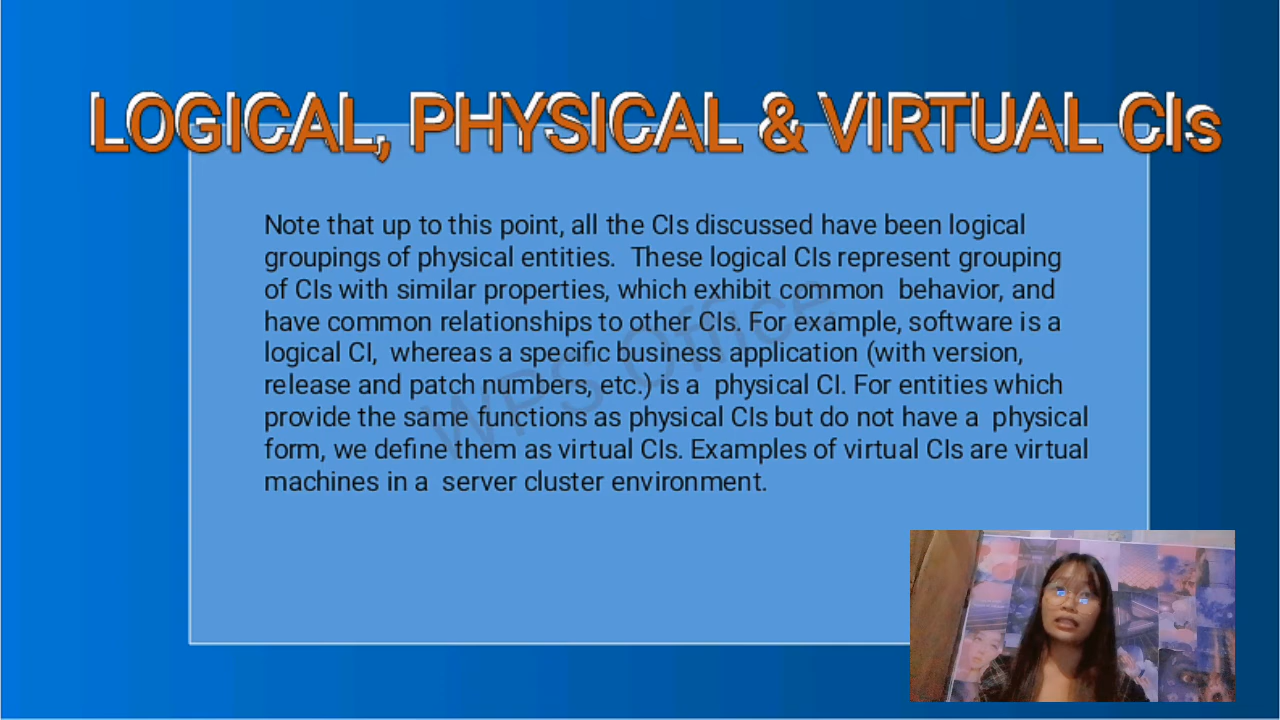 LOGICAL, PHYSICAL & VIRTUAL CIs
Note that up to this point, all the CIs discussed have been logical
groupings of physical entities.  These logical CIs represent grouping
of CIs with similar properties, which exhibit common  behavior, and
have common relationships to other CIs. For example, software is a
logical CI,  whereas a specific business application (with version,
release and patch numbers, etc.) is a  physical CI. For entities which
provide the same functions as physical CIs but do not have a  physical
form, we define them as virtual CIs. Examples of virtual CIs are virtual
machines in a  server cluster environment.
WPS Office